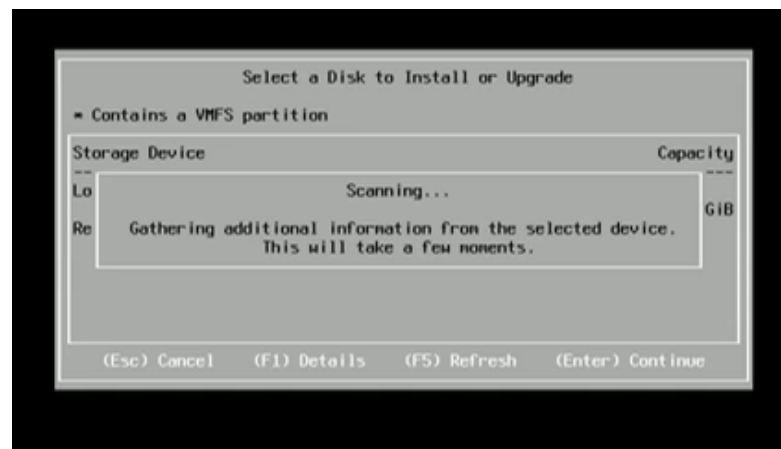 Select a Disk to Install or Upgrade
* Contains a VMFS partition
Storage Device Capacity
Lo Scanning... GiB
Re Gathering additional information from the selected device.
This will take a few moments.
(Esc) Cancel (F1) Details (F5) Refresh (Enter) Continue